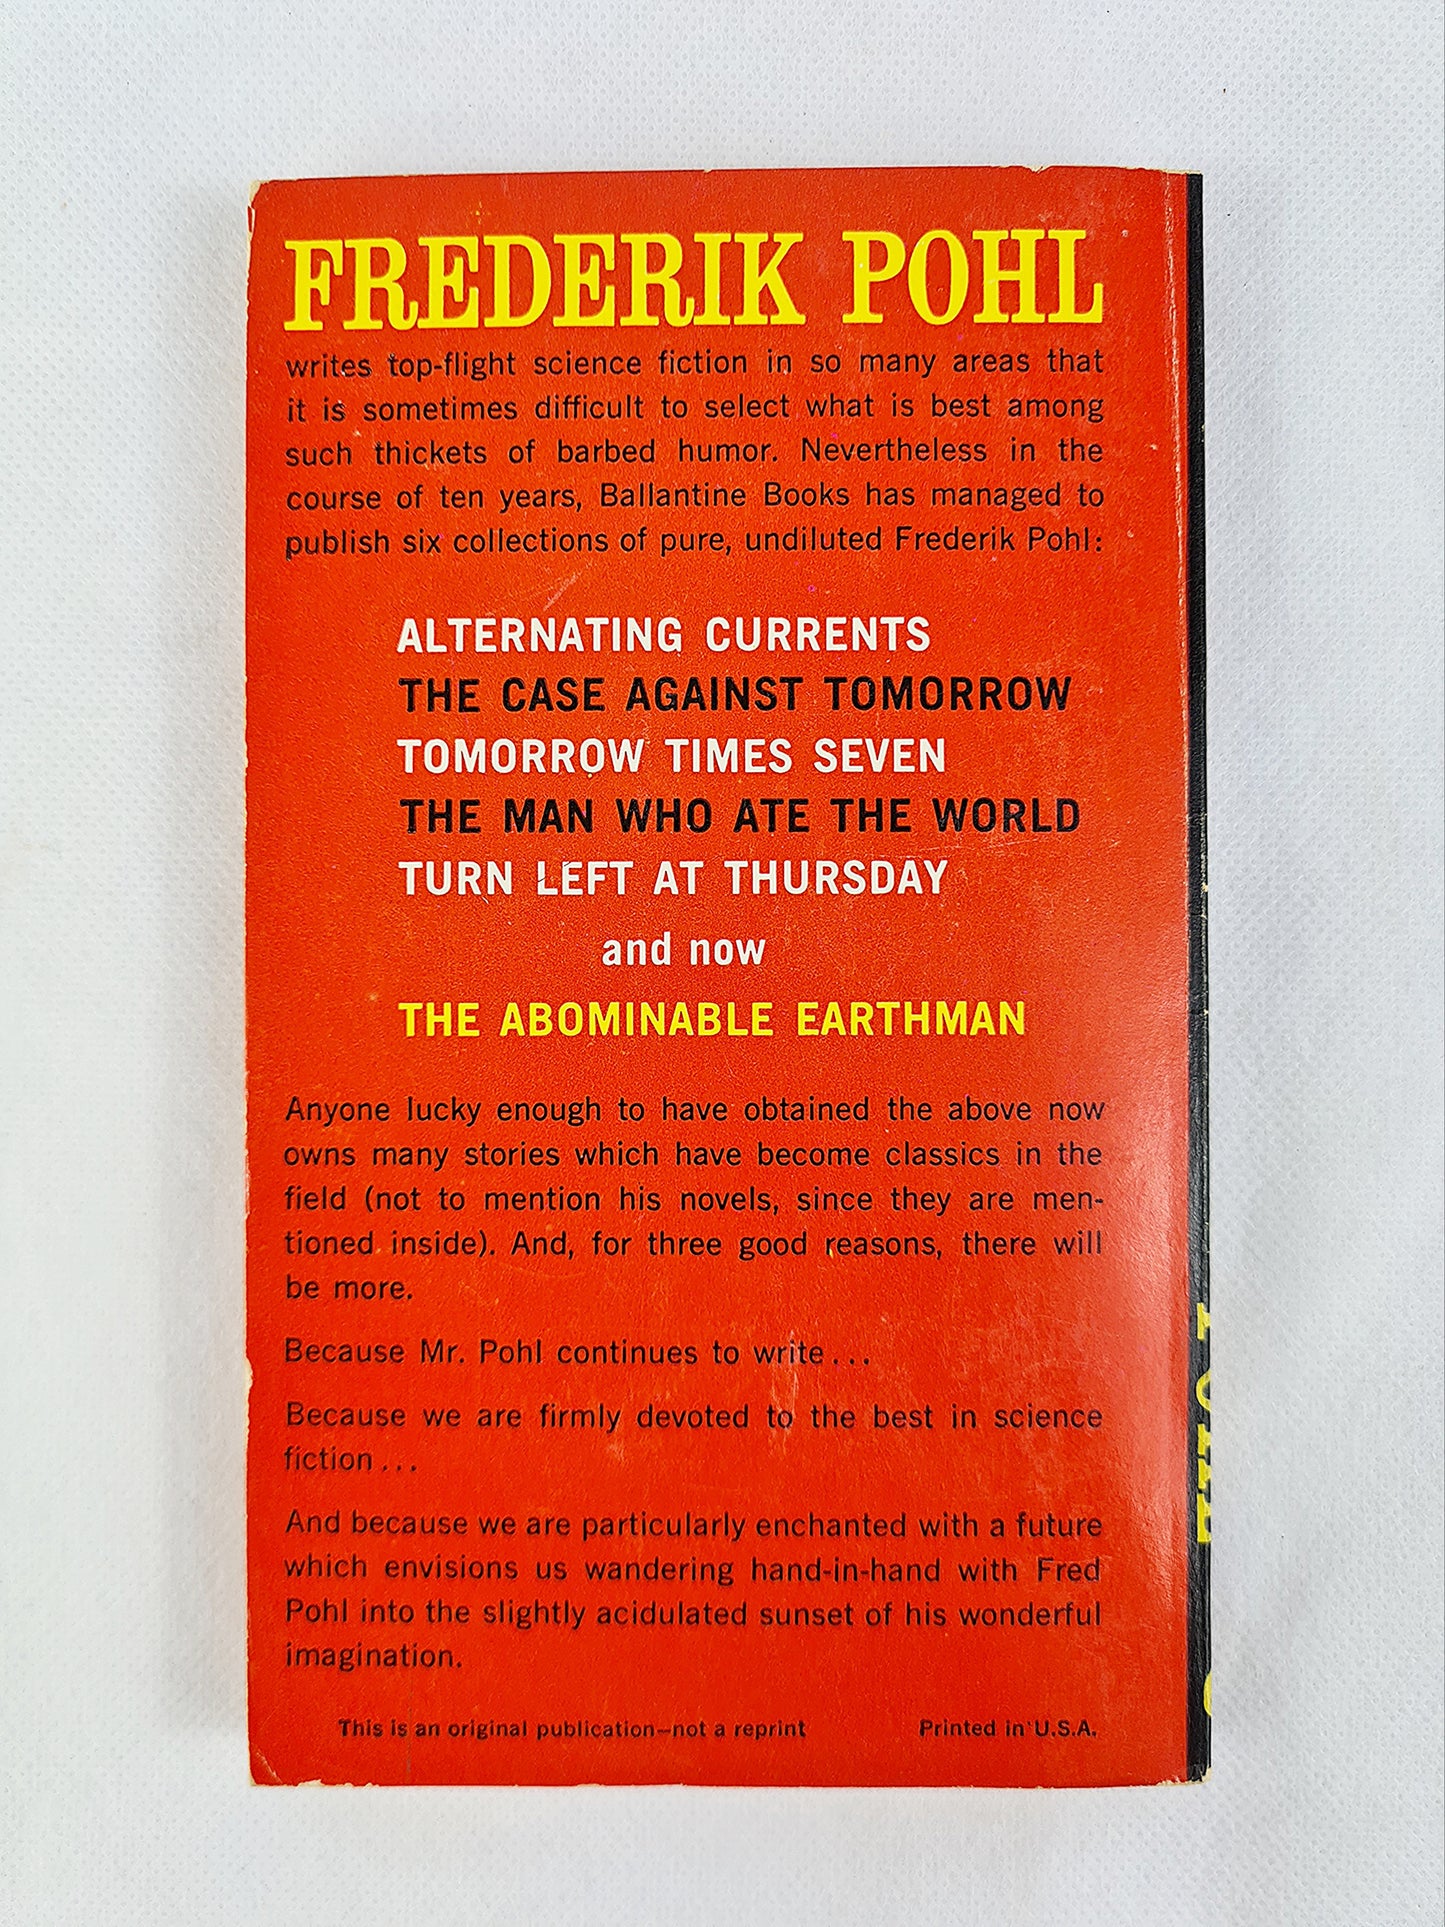 FREDERIK POHL
writes top-flight science fiction in so many areas that
it is sometimes difficult to select what is best among
such thickets of barbed humor. Nevertheless in the
course of ten years, Ballantine Books has managed to
publish six collections of pure, undiluted Frederik Pohl:
ALTERNATING CURRENTS
THE CASE AGAINST TOMORROW
TOMORROW TIMES SEVEN
THE MAN WHO ATE THE WORLD
TURN LEFT AT THURSDAY
and now
THE ABOMINABLE EARTHMAN
Anyone lucky enough to have obtained the above now
owns many stories which have become classics in the
field (not to mention his novels, since they are men-
tioned inside). And, for three good reasons, there will
be more.
Because Mr. Pohl continues to write...
Because we are firmly devoted to the best in science
fiction...
And because we are particularly enchanted with a future
which envisions us wandering hand-in-hand with Fred
Pohl into the slightly acidulated sunset of his wonderful
imagination.
This is an original publication—not a reprint
Printed in U.S.A.